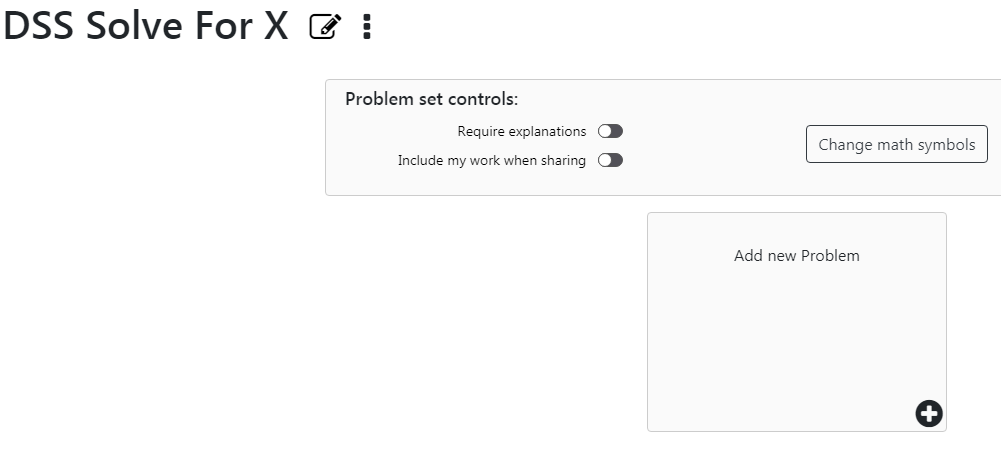 DSS Solve For X
Problem set controls:
Require explanations
Include my work when sharing
Change math symbols
Add new Problem